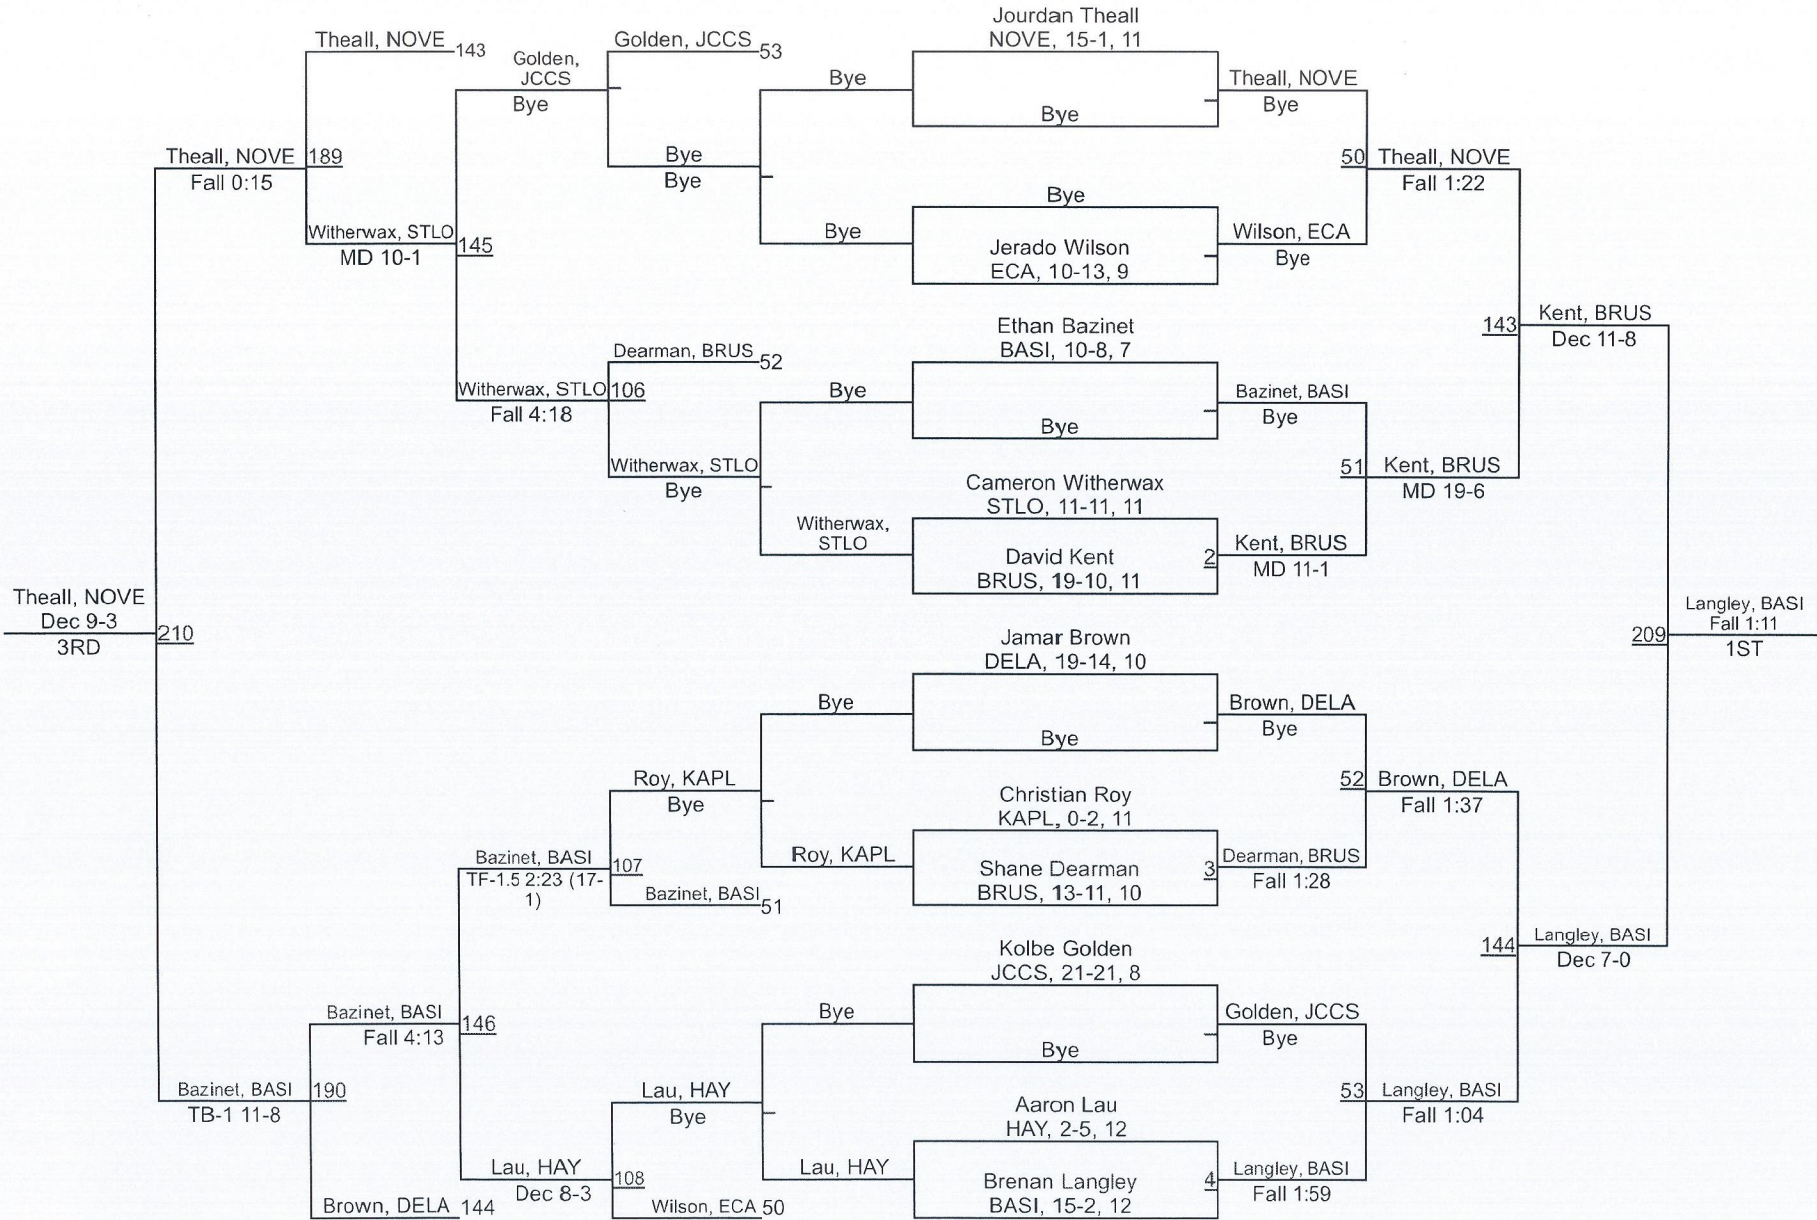 Jourdan Theall
NOVE, 15-1, 11
Theall, NOVE
143
Golden, JCCS
53
Golden,
JCCS
Bye
Bye
Theall, NOVE
Bye
Bye
Theall, NOVE
189
Fall 0:15
Bye
Bye
50
Theall, NOVE
Fall 1:22
Bye
Witherwax, STLO
145
MD 10-1
Bye
Jerado Wilson
ECA, 10-13, 9
Wilson, ECA
Bye
Ethan Bazinet
BASI, 10-8, 7
143
Kent, BRUS
Dec 11-8
Dearman, BRUS
52
Witherwax, STLO
106
Fall 4:18
Bye
Bye
Bazinet, BASI
Bye
Witherwax, STLO
Bye
Cameron Witherwax
STLO, 11-11, 11
51
Kent, BRUS
MD 19-6
Witherwax,
STLO
David Kent
BRUS, 19-10, 11
2
Kent, BRUS
MD 11-1
Theall, NOVE
Dec 9-3
210
3RD
Jamar Brown
DELA, 19-14, 10
209
Langley, BASI
Fall 1:11
1ST
Bye
Bye
Brown, DELA
Bye
Roy, KAPL
Bye
Christian Roy
KAPL, 0-2, 11
52
Brown, DELA
Fall 1:37
Bazinet, BASI
107
TF-1.5 2:23 (17-
1)
Roy, KAPL
Shane Dearman
BRUS, 13-11, 10
3
Dearman, BRUS
Fall 1:28
Bazinet, BASI
51
Kolbe Golden
JCCS, 21-21, 8
144
Langley, BASI
Dec 7-0
Bazinet, BASI
146
Fall 4:13
Bye
Bye
Golden, JCCS
Bye
Bazinet, BASI
190
TB-1 11-8
Lau, HAY
Bye
Aaron Lau
HAY, 2-5, 12
53
Langley, BASI
Fall 1:04
Lau, HAY
108
Dec 8-3
Lau, HAY
Brenan Langley
BASI, 15-2, 12
4
Langley, BASI
Fall 1:59
Brown, DELA
144
Wilson, ECA
50